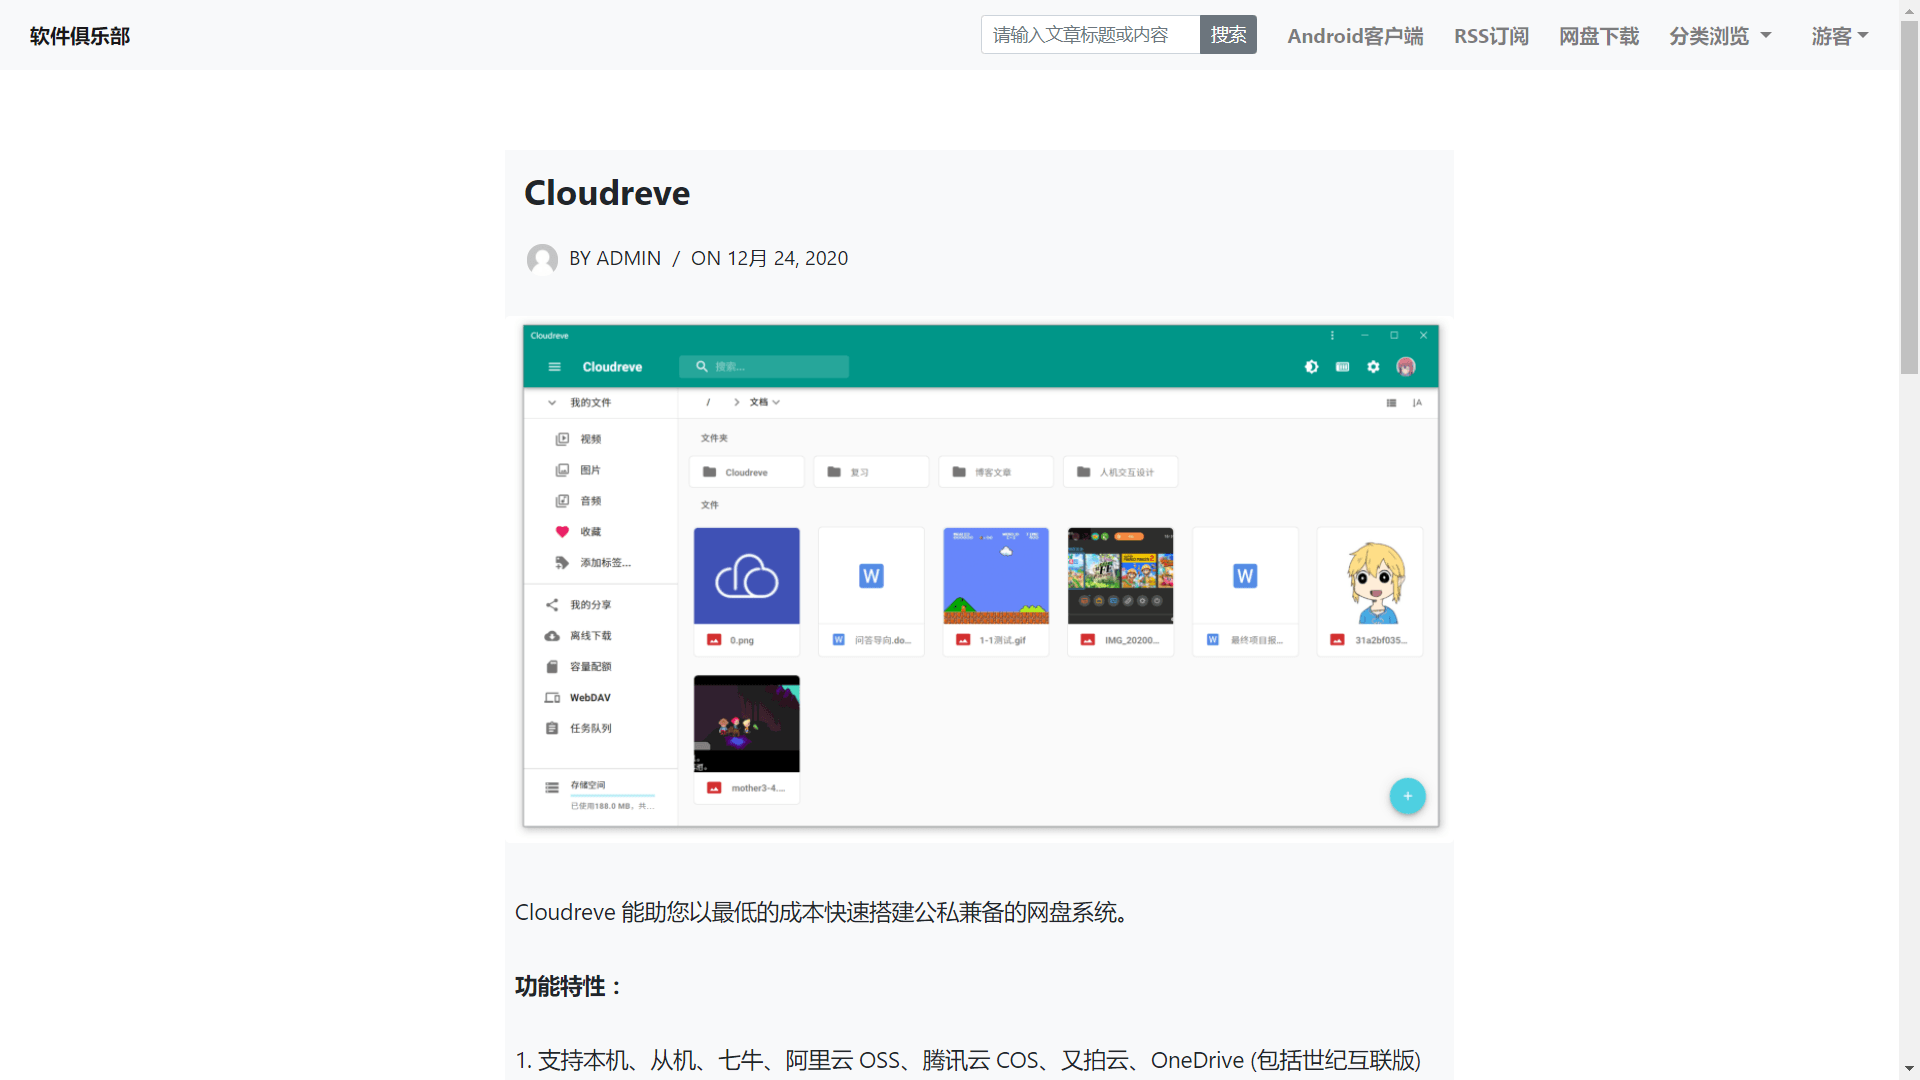 软件俱乐部
请输入文章标题或内容 搜索 Android客户端 RSS订阅 网盘下载 分类浏览 游客
Cloudreve
BY ADMIN / ON 12月 24, 2020
Cloudreve
Cloudreve 搜索...
我的文件 / 文档
视频
图片
音频
收藏
添加标签...
我的分享
离线下载
容量配额
WebDAV
任务队列
存储空间
已使用188.0 MB，共...
文件夹
Cloudreve 复习 博客文章 人机交互设计
文件
0.png 问答导向.do... 1-1测试.gif IMG_20200... 最终项目报... 31a2bf035...
mother3-4....
Cloudreve 能助您以最低的成本快速搭建公私兼备的网盘系统。
功能特性：
1. 支持本机、从机、七牛、阿里云 OSS、腾讯云 COS、又拍云、OneDrive (包括世纪互联版)